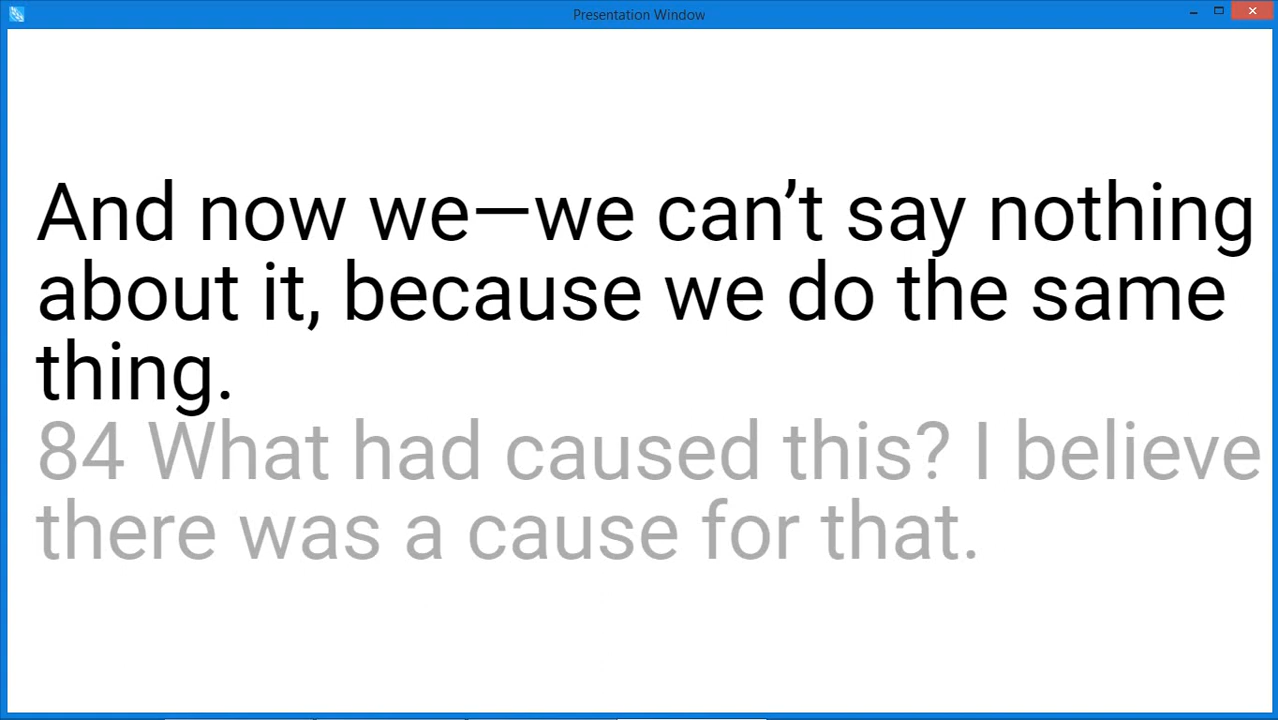 Presentation Window
And now we—we can’t say nothing
about it, because we do the same
thing.
84 What had caused this? I believe
there was a cause for that.